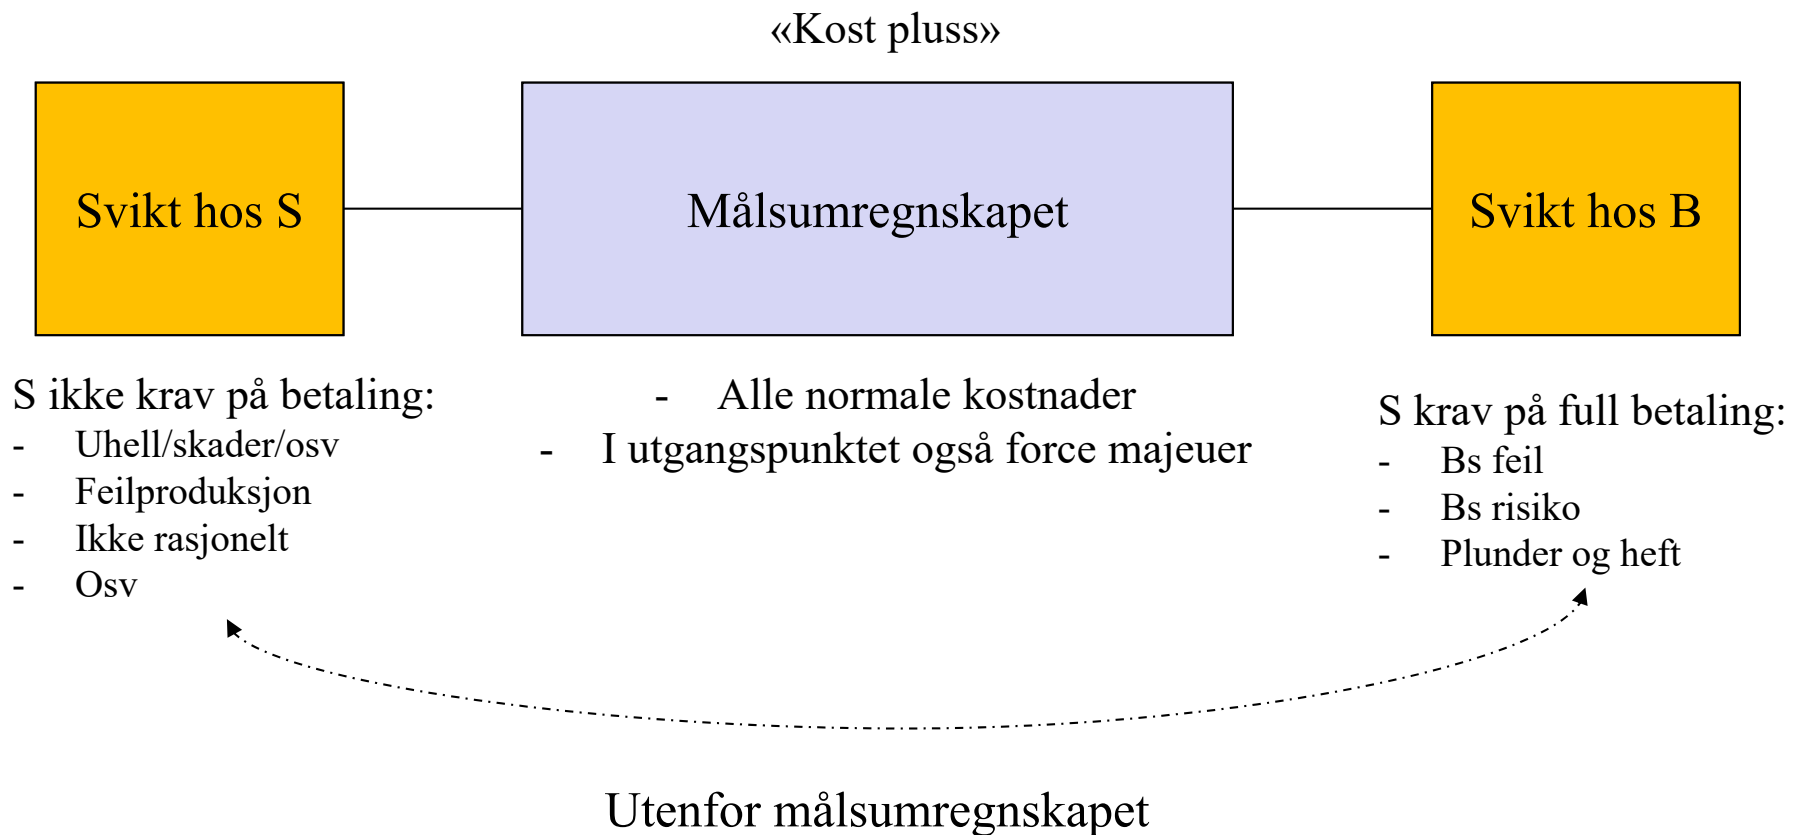 «Kost pluss»
Svikt hos S
Målsumregnskapet
Svikt hos B
S ikke krav på betaling:
- Uhell/skader/osv
- Feilproduksjon
- Ikke rasjonelt
- Osv
- Alle normale kostnader
- I utgangspunktet også force majeuer
S krav på full betaling:
- Bs feil
- Bs risiko
- Plunder og heft
Utenfor målsumregnskapet